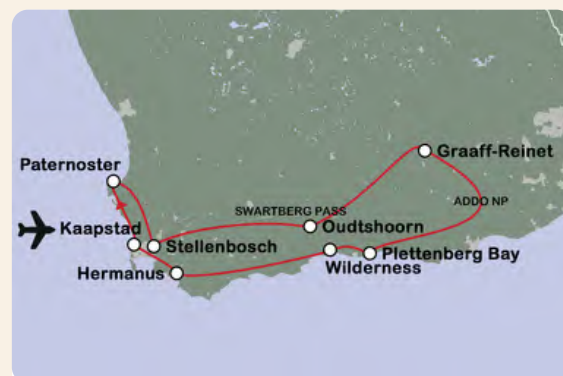 Graaff-Reinet
Paternoster
ADDO NP
SWARTBERG PASS
Kaapstad
Oudtshoorn
Stellenbosch
Plettenberg Bay
Wilderness
Hermanus